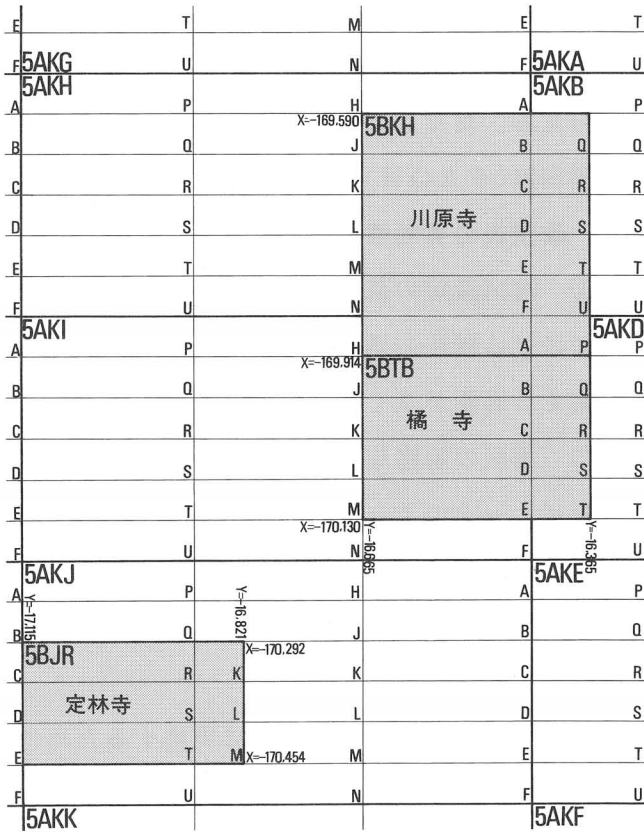 E T M E T
F 5AKG U N F 5AKA U
5AKH 5AKB
A P H A P
X=-169.590 5BKH
B Q J B Q Q
C R K C R R
川原寺
D S L D S S
E T M E T T
F U N F U U
5AKI 5AKD
A P H A P P
X=-169.914 5BTB
B Q J B Q Q
橘 寺
C R K C R R
D S L D S S
E T M E T T
X=-170.130
F U N F U
Y=-16.665 Y=-16.365
5AKJ 5AKE
A P H A P
Y=-17.115 Y=-16.821
B Q J B Q
5BJR X=-170.292
C R K K C R
定林寺
D S L L D S
E T M X=-170.454 M E T
F U N F U
5AKK 5AKF